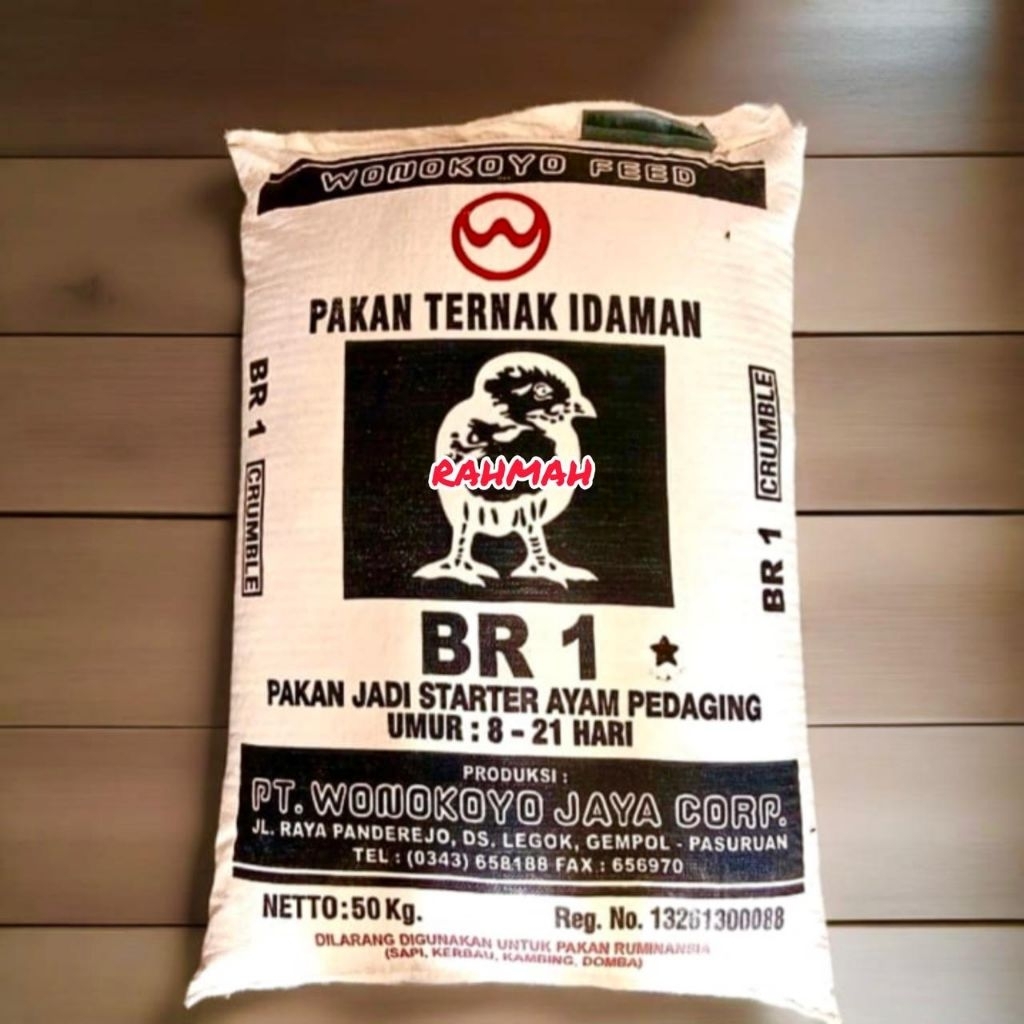 WONOKOYO FEED
PAKAN TERNAK IDAMAN
BR 1 CRUMBLE
CRUMBLE BR 1
RAHMAH
BR 1
PAKAN JADI STARTER AYAM PEDAGING
UMUR : 8 - 21 HARI
PRODUKSI :
PT. WONOKOYO JAYA CORP.
JL. RAYA PANDEREJO, DS. LEGOK, GEMPOL - PASURUAN
TEL : (0343) 658188 FAX : 656970
NETTO : 50 Kg.
Reg. No. 13261300088
DILARANG DIGUNAKAN UNTUK PAKAN RUMINANSIA
(SAPI, KERBAU, KAMBING, DOMBA)